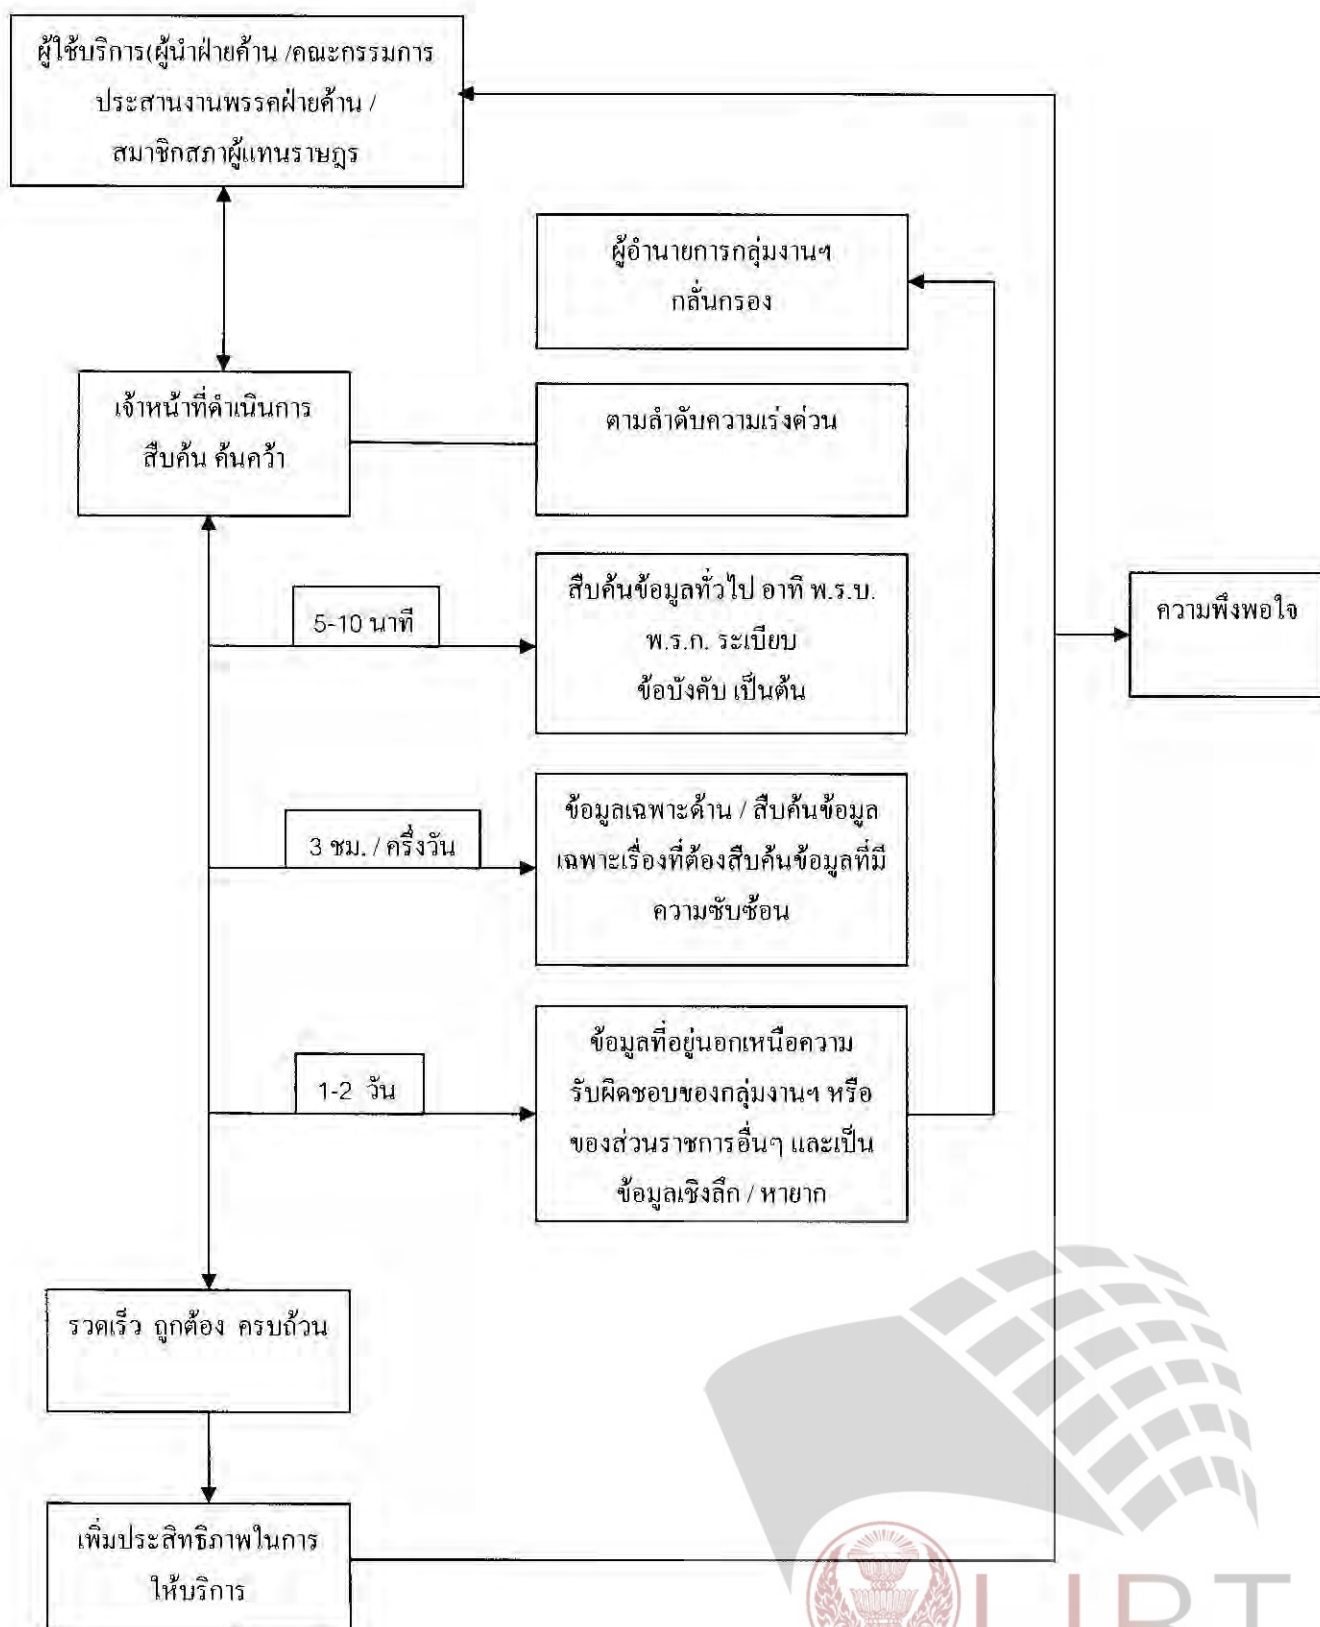 ผู้ใช้บริการ(ผู้นำฝ่ายค้าน /คณะกรรมการ
ประสานงานพรรคฝ่ายค้าน /
สมาชิกสภาผู้แทนราษฎร
ผู้อำนายการกลุ่มงานฯ
กลั่นกรอง
เจ้าหน้าที่ดำเนินการ
สืบค้น ค้นคว้า
ตามลำดับความเร่งด่วน
5-10 นาที
สืบค้นข้อมูลทั่วไป อาทิ พ.ร.บ.
พ.ร.ก. ระเบียบ
ข้อบังคับ เป็นต้น
ความพึงพอใจ
3 ชม. / ครึ่งวัน
ข้อมูลเฉพาะด้าน / สืบค้นข้อมูล
เฉพาะเรื่องที่ต้องสืบค้นข้อมูลที่มี
ความซับซ้อน
1-2 วัน
ข้อมูลที่อยู่นอกเหนือความ
รับผิดชอบของกลุ่มงานฯ หรือ
ของส่วนราชการอื่นๆ และเป็น
ข้อมูลเชิงลึก / หายาก
รวดเร็ว ถูกต้อง ครบถ้วน
เพิ่มประสิทธิภาพในการ
ให้บริการ
LIRT